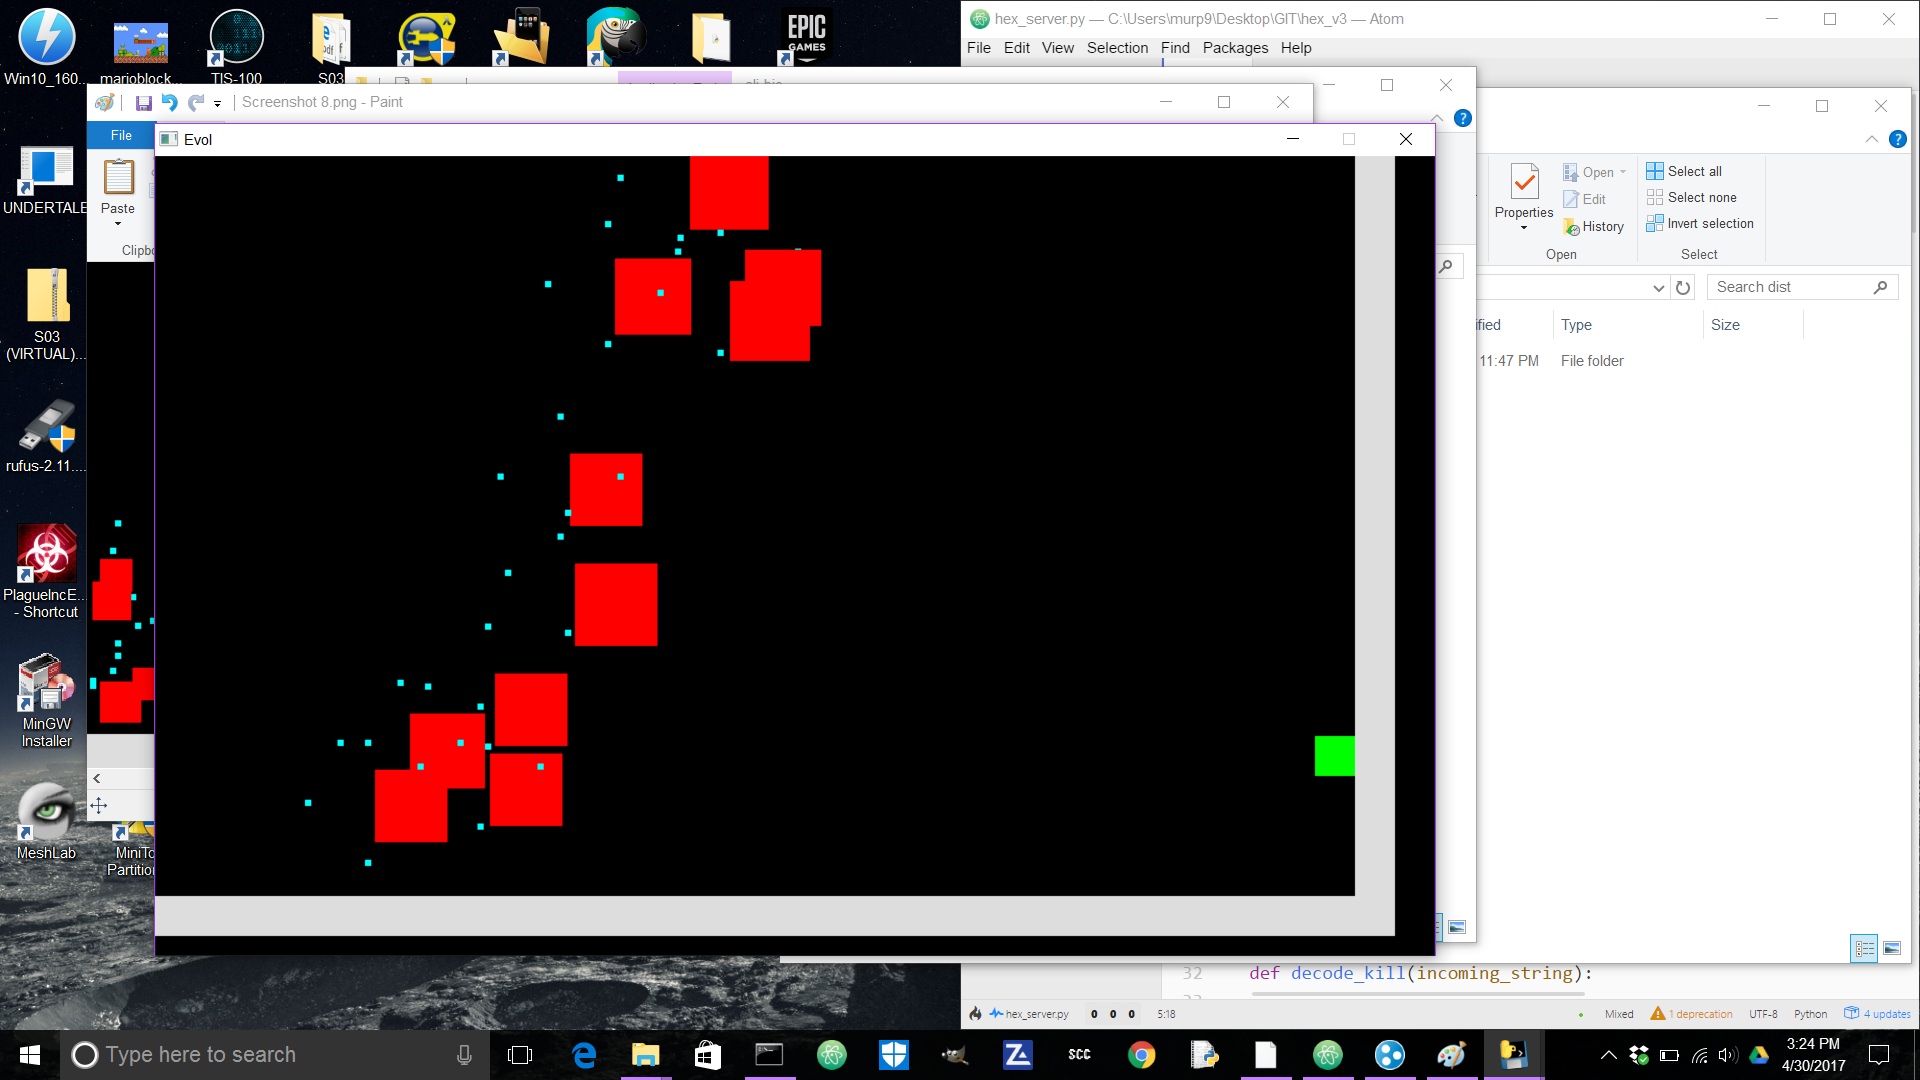 hex_server.py — C:\Users\murp9\Desktop\GIT\hex_v3 — Atom
File Edit View Selection Find Packages Help
EPIC
GAMES
Win10_160...
marioblock...
TIS-100
S03
Screenshot 8.png - Paint
File
Evol
Paste
UNDERTALE
S03
(VIRTUAL)...
rufus-2.11....
PlagueIncE...
- Shortcut
MinGW
Installer
MeshLab
Properties
Open
Edit
History
Open
Select all
Select none
Invert selection
Select
Search dist
Type
Size
11:47 PM
File folder
32 def decode_kill(incoming_string):
hex_server.py 0 0 0 5:18
Mixed 1 deprecation UTF-8 Python 4 updates
Type here to search
SCC
3:24 PM
4/30/2017